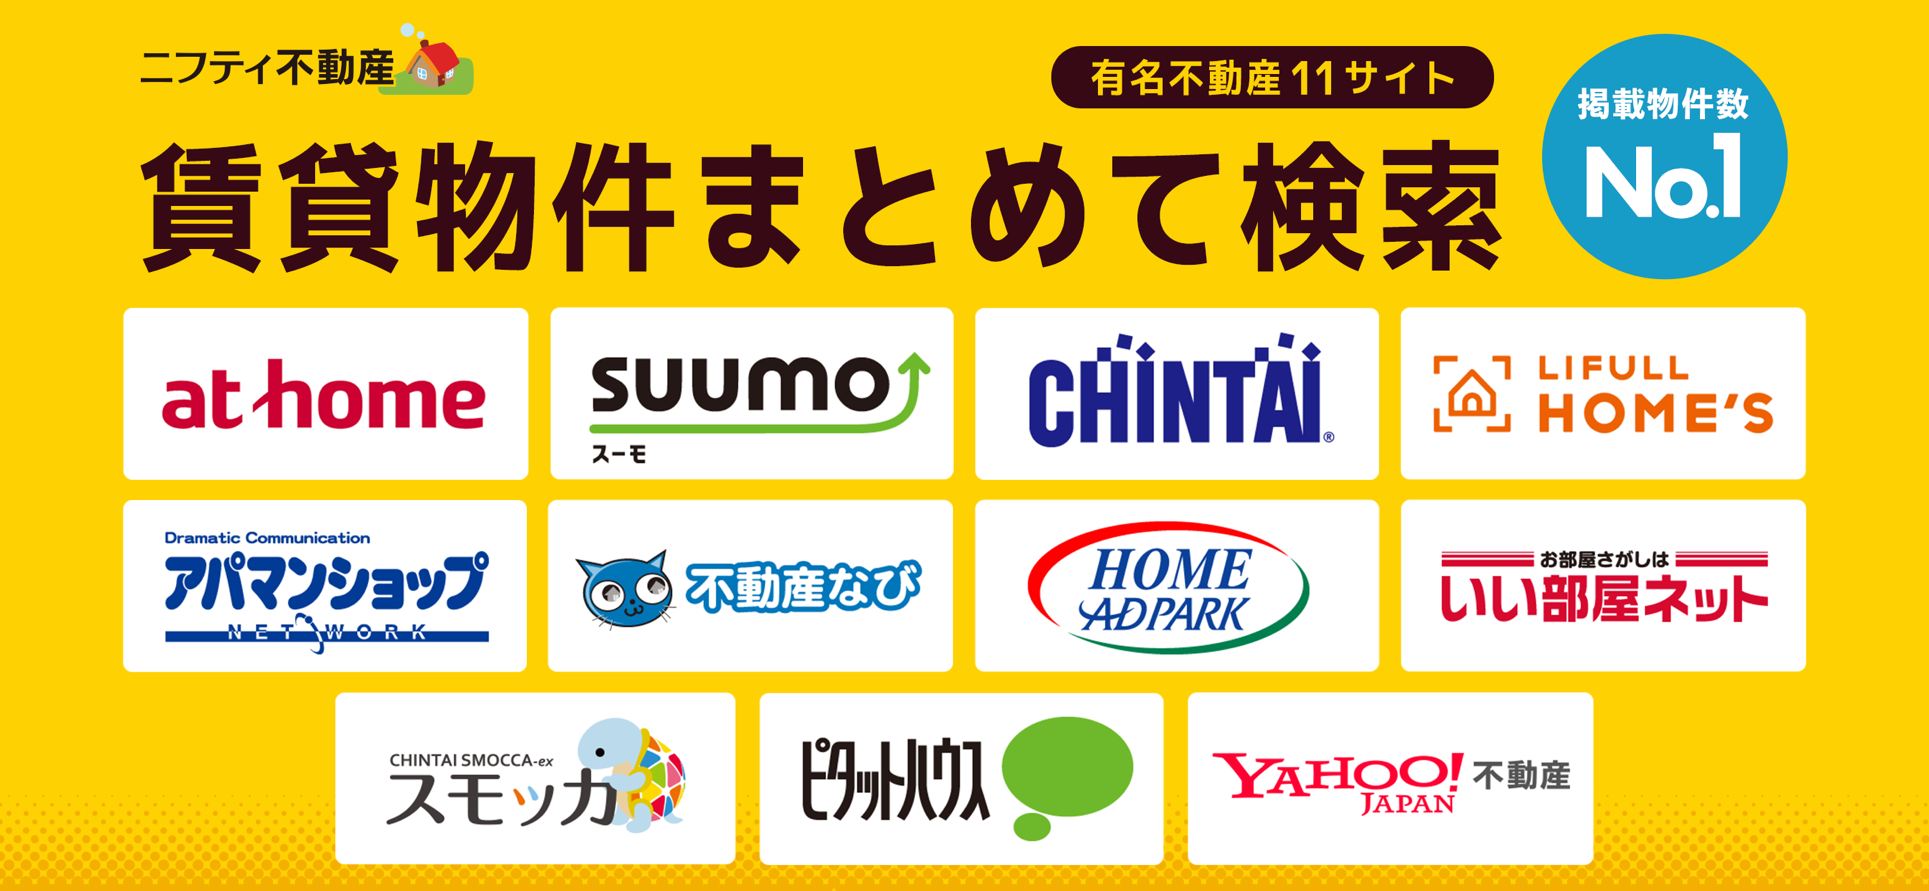 ニフティ不動産
有名不動産11サイト
掲載物件数
No.1
賃貸物件まとめて検索
at home
SUUMO
スーモ
CHINTAI®
LIFULL
HOME'S
Dramatic Communication
アパマンショップ
NETWORK
不動産なび
HOME
ADPARK
お部屋さがしは
いい部屋ネット
CHINTAI SMOCCA-ex
スモッカ
ピタットハウス
YAHOO!
JAPAN
不動産